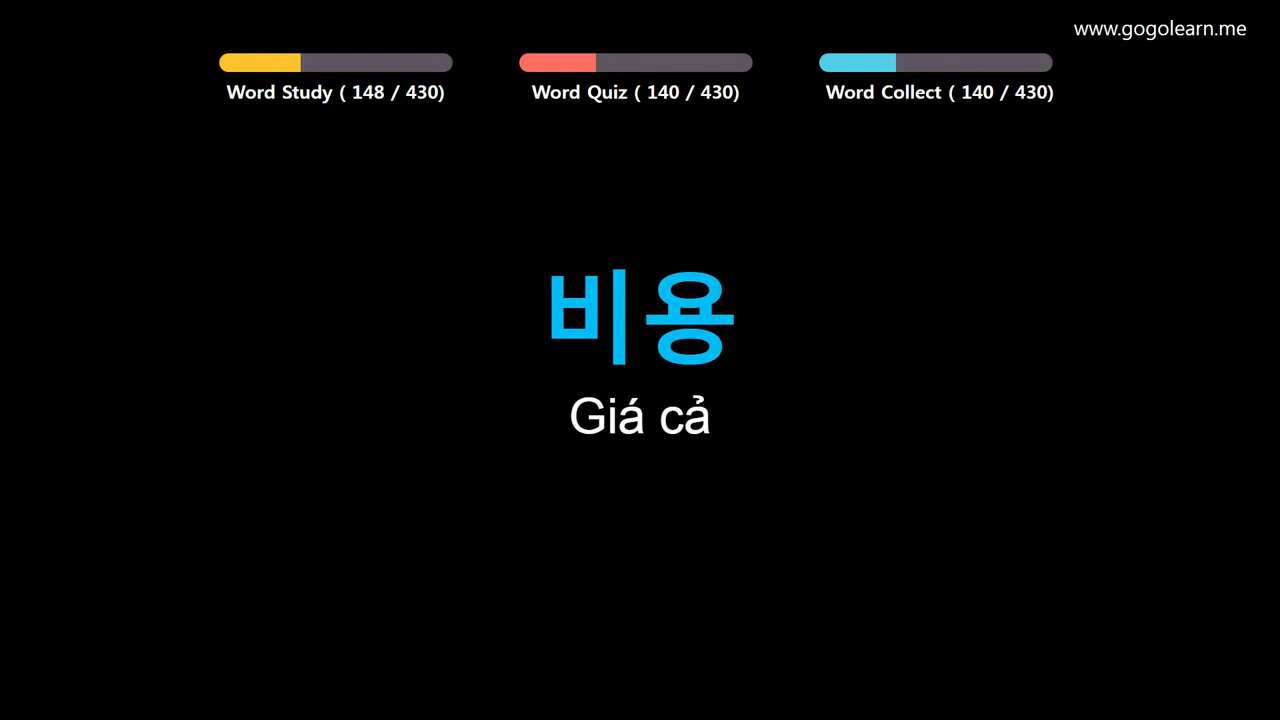 www.gogolearn.me
Word Study ( 148 / 430)
Word Quiz ( 140 / 430)
Word Collect ( 140 / 430)
비용
Giá cả